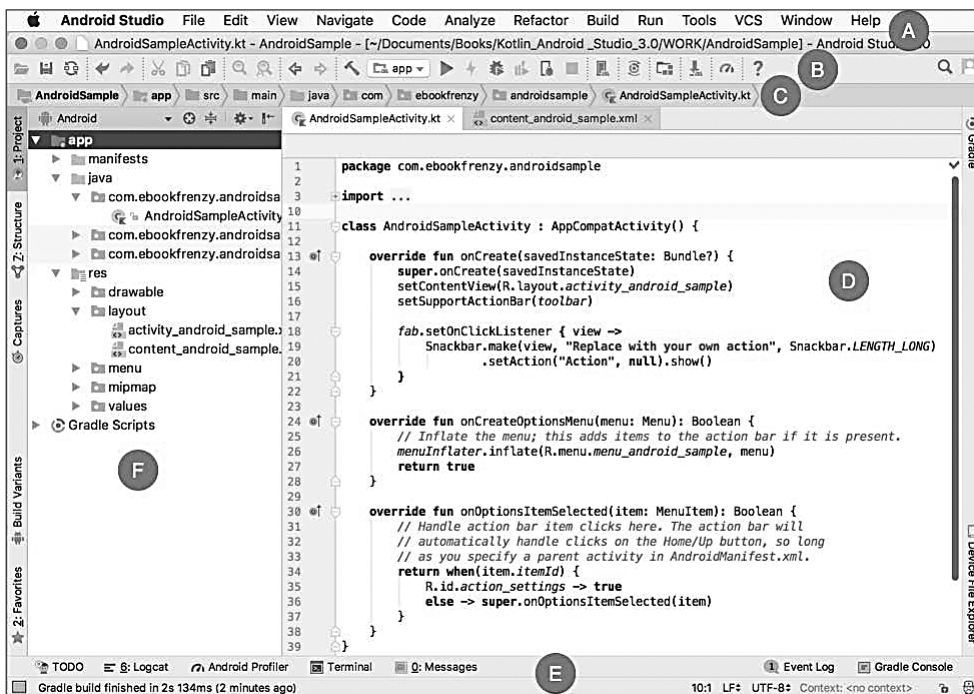 Android Studio File Edit View Navigate Code Analyze Refactor Build Run Tools VCS Window Help
A
AndroidSampleActivity.kt - AndroidSample - [~/Documents/Books/Kotlin_Android _Studio_3.0/WORK/AndroidSample] - Android Stu
app
B
AndroidSample app src main java com ebookfrenzy androidsample AndroidSampleActivity.kt
C
1: Project
Z: Structure
Captures
Build Variants
2: Favorites
Android
app
manifests
java
com.ebookfrenzy.androidsa
AndroidSampleActivity
com.ebookfrenzy.androidsa
com.ebookfrenzy.androidsa
res
drawable
layout
activity_android_sample.x
content_android_sample.
menu
mipmap
values
Gradle Scripts
F
AndroidSampleActivity.kt content_android_sample.xml
1 package com.ebookfrenzy.androidsample
2
3 import ...
10
11 class AndroidSampleActivity : AppCompatActivity() {
12
13 override fun onCreate(savedInstanceState: Bundle?) {
14 super.onCreate(savedInstanceState)
15 setContentView(R.layout.activity_android_sample)
16 setSupportActionBar(toolbar)
17
18 fab.setOnClickListener { view ->
19 Snackbar.make(view, "Replace with your own action", Snackbar.LENGTH_LONG)
20 .setAction("Action", null).show()
21 }
22 }
23
24 override fun onCreateOptionsMenu(menu: Menu): Boolean {
25 // Inflate the menu; this adds items to the action bar if it is present.
26 menuInflater.inflate(R.menu.menu_android_sample, menu)
27 return true
28 }
29
30 override fun onOptionsItemSelected(item: MenuItem): Boolean {
31 // Handle action bar item clicks here. The action bar will
32 // automatically handle clicks on the Home/Up button, so long
33 // as you specify a parent activity in AndroidManifest.xml.
34 return when(item.itemId) {
35 R.id.action_settings -> true
36 else -> super.onOptionsItemSelected(item)
37 }
38 }
39 }
D
Gradle
Device File Explorer
TODO 6: Logcat Android Profiler Terminal 0: Messages
E
Event Log Gradle Console
Gradle build finished in 2s 134ms (2 minutes ago)
10:1 LF UTF-8 Context: <no context>